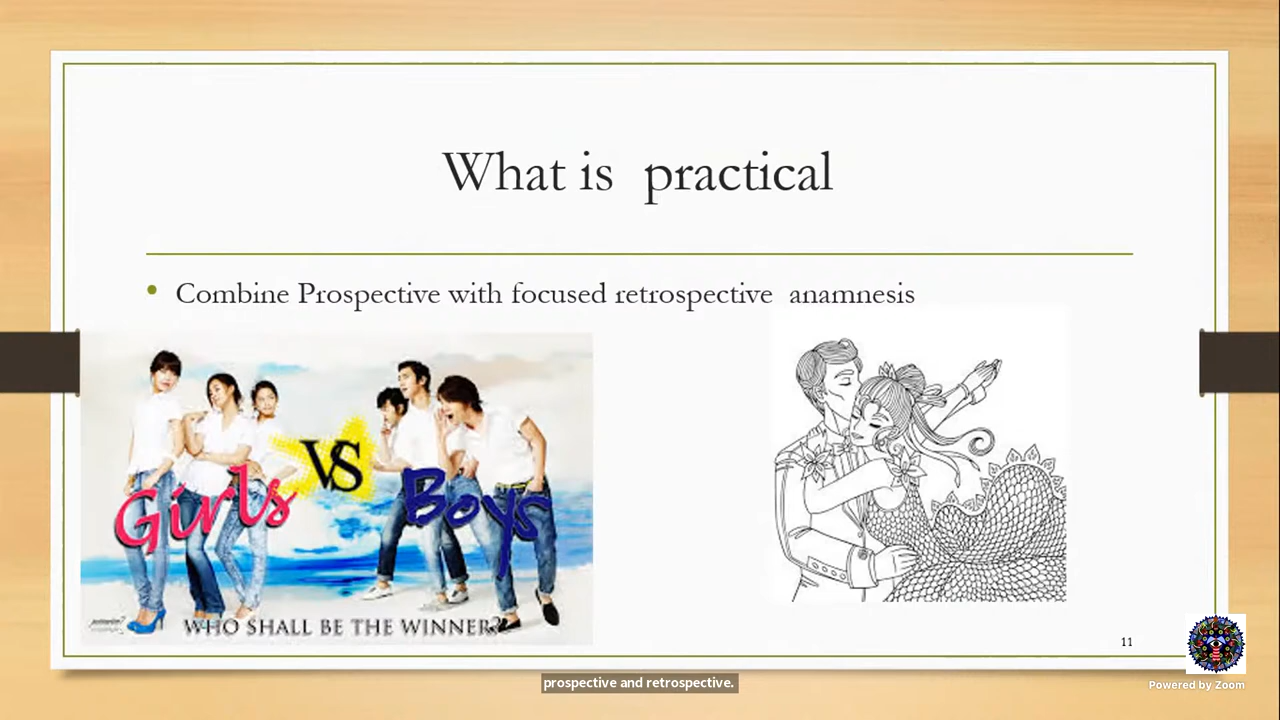 What is  practical
• Combine Prospective with focused retrospective  anamnesis
Girls VS Boys
WHO SHALL BE THE WINNER?
11
prospective and retrospective.
Powered by Zoom